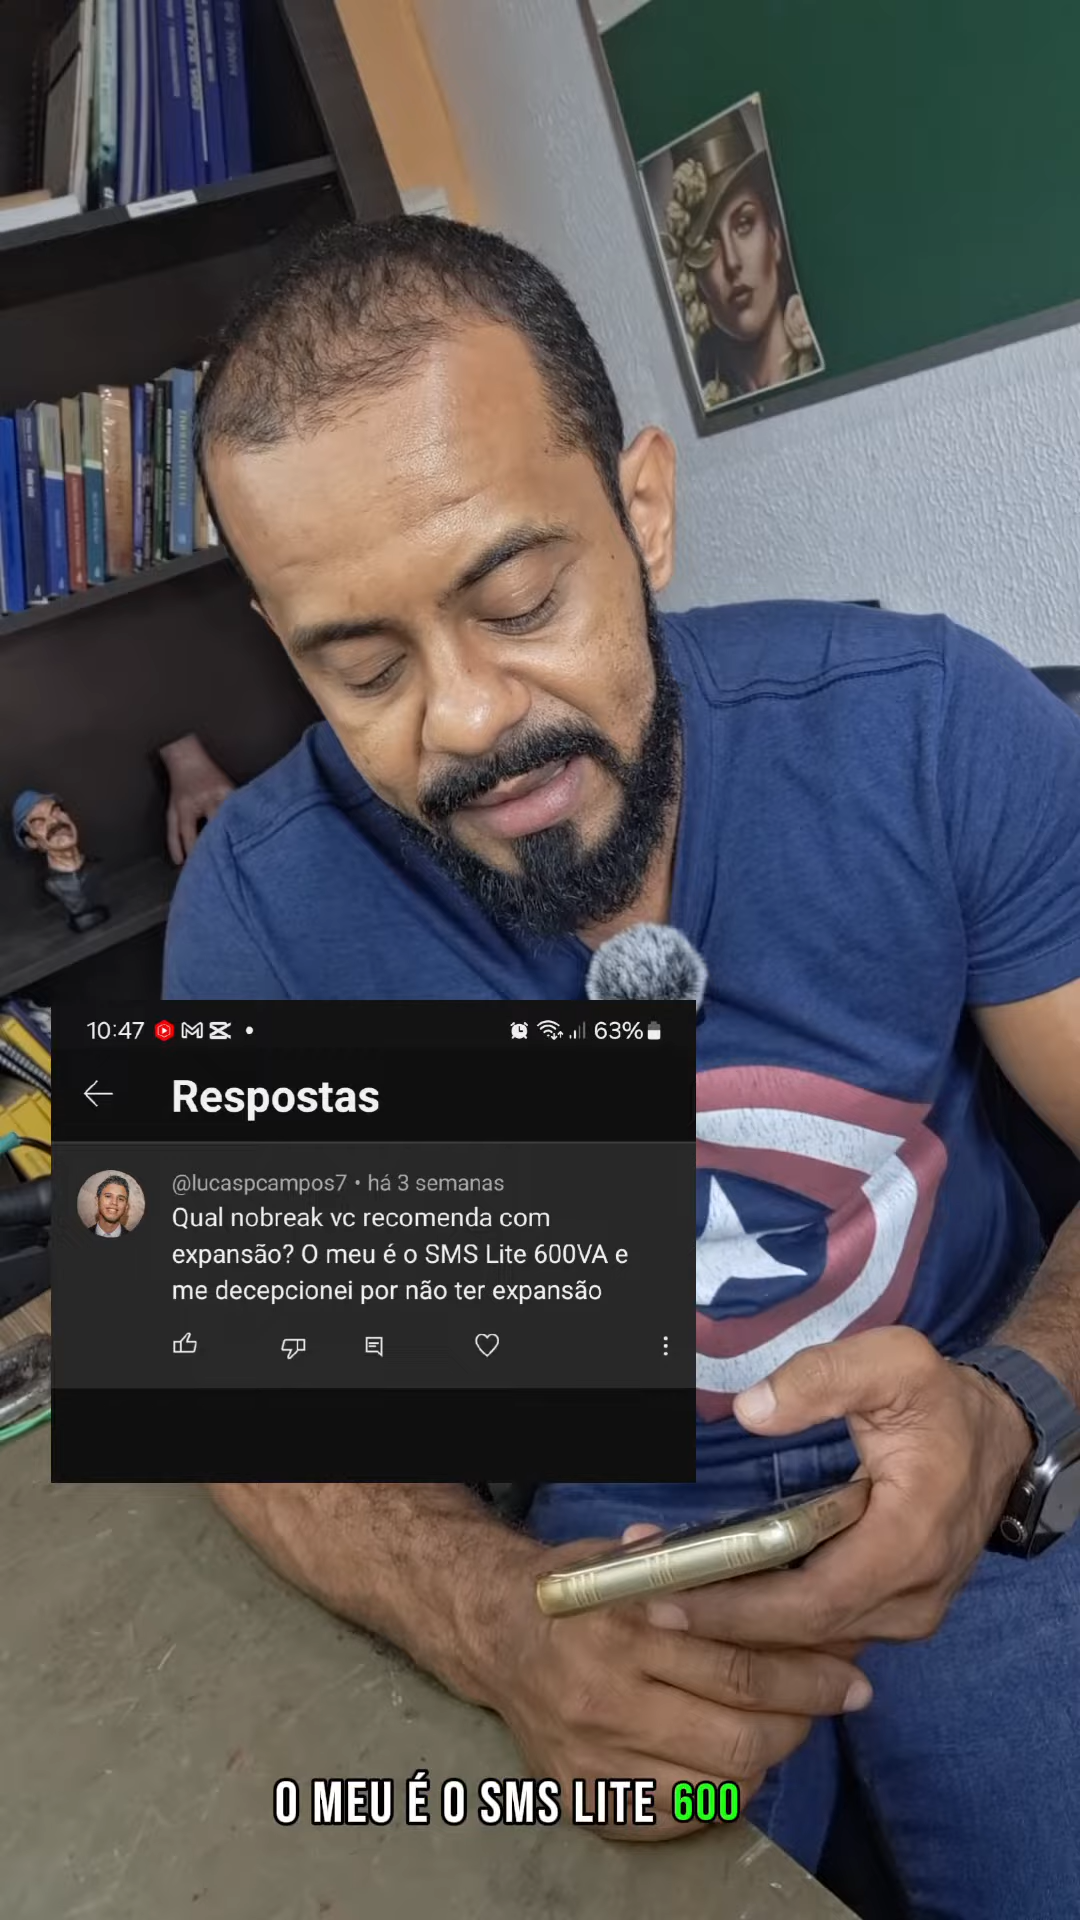 10:47
63%
Respostas
@lucaspcampos7 • há 3 semanas
Qual nobreak vc recomenda com
expansão? O meu é o SMS Lite 600VA e
me decepcionei por não ter expansão
O MEU É O SMS LITE 600